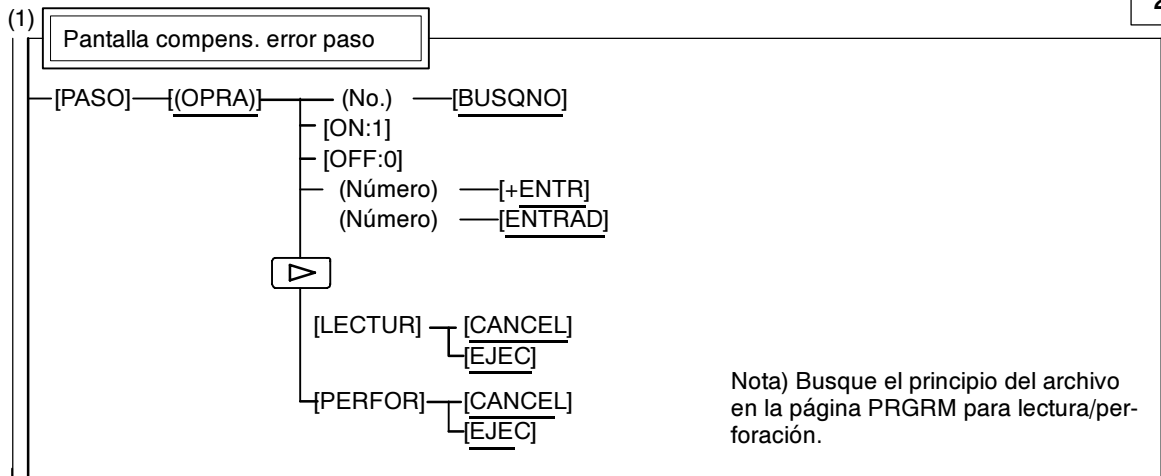 (1)
2
Pantalla compens. error paso
[PASO] [(OPRA)] (No.) [BUSQNO]
[ON:1]
[OFF:0]
(Número) [+ENTR]
(Número) [ENTRAD]
[LECTUR] [CANCEL]
[EJEC]
[PERFOR] [CANCEL]
[EJEC]
Nota) Busque el principio del archivo
en la página PRGRM para lectura/per-
foración.